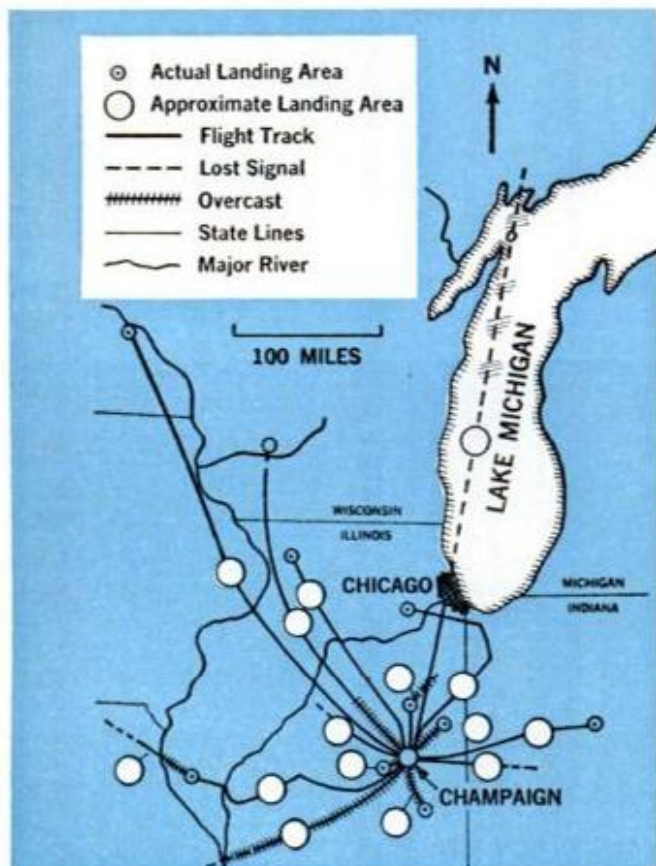 Actual Landing Area
Approximate Landing Area
Flight Track
Lost Signal
Overcast
State Lines
Major River
N
100 MILES
LAKE MICHIGAN
WISCONSIN
ILLINOIS
CHICAGO
MICHIGAN
INDIANA
CHAMPAIGN